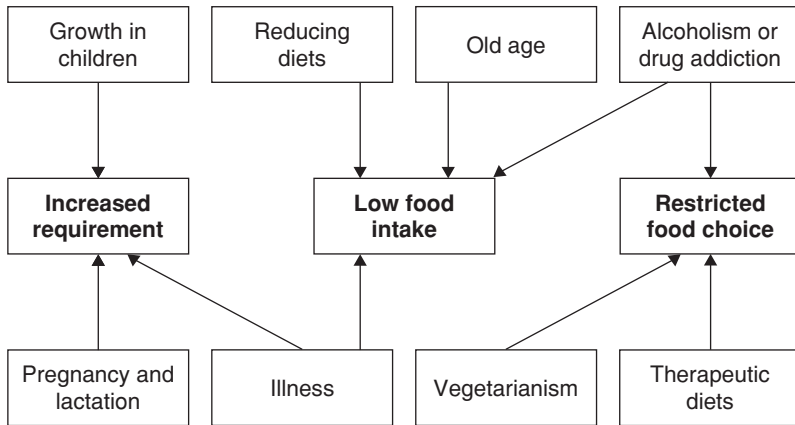 Growth in
children
Reducing
diets
Old age
Alcoholism or
drug addiction
Increased
requirement
Low food
intake
Restricted
food choice
Pregnancy and
lactation
Illness
Vegetarianism
Therapeutic
diets